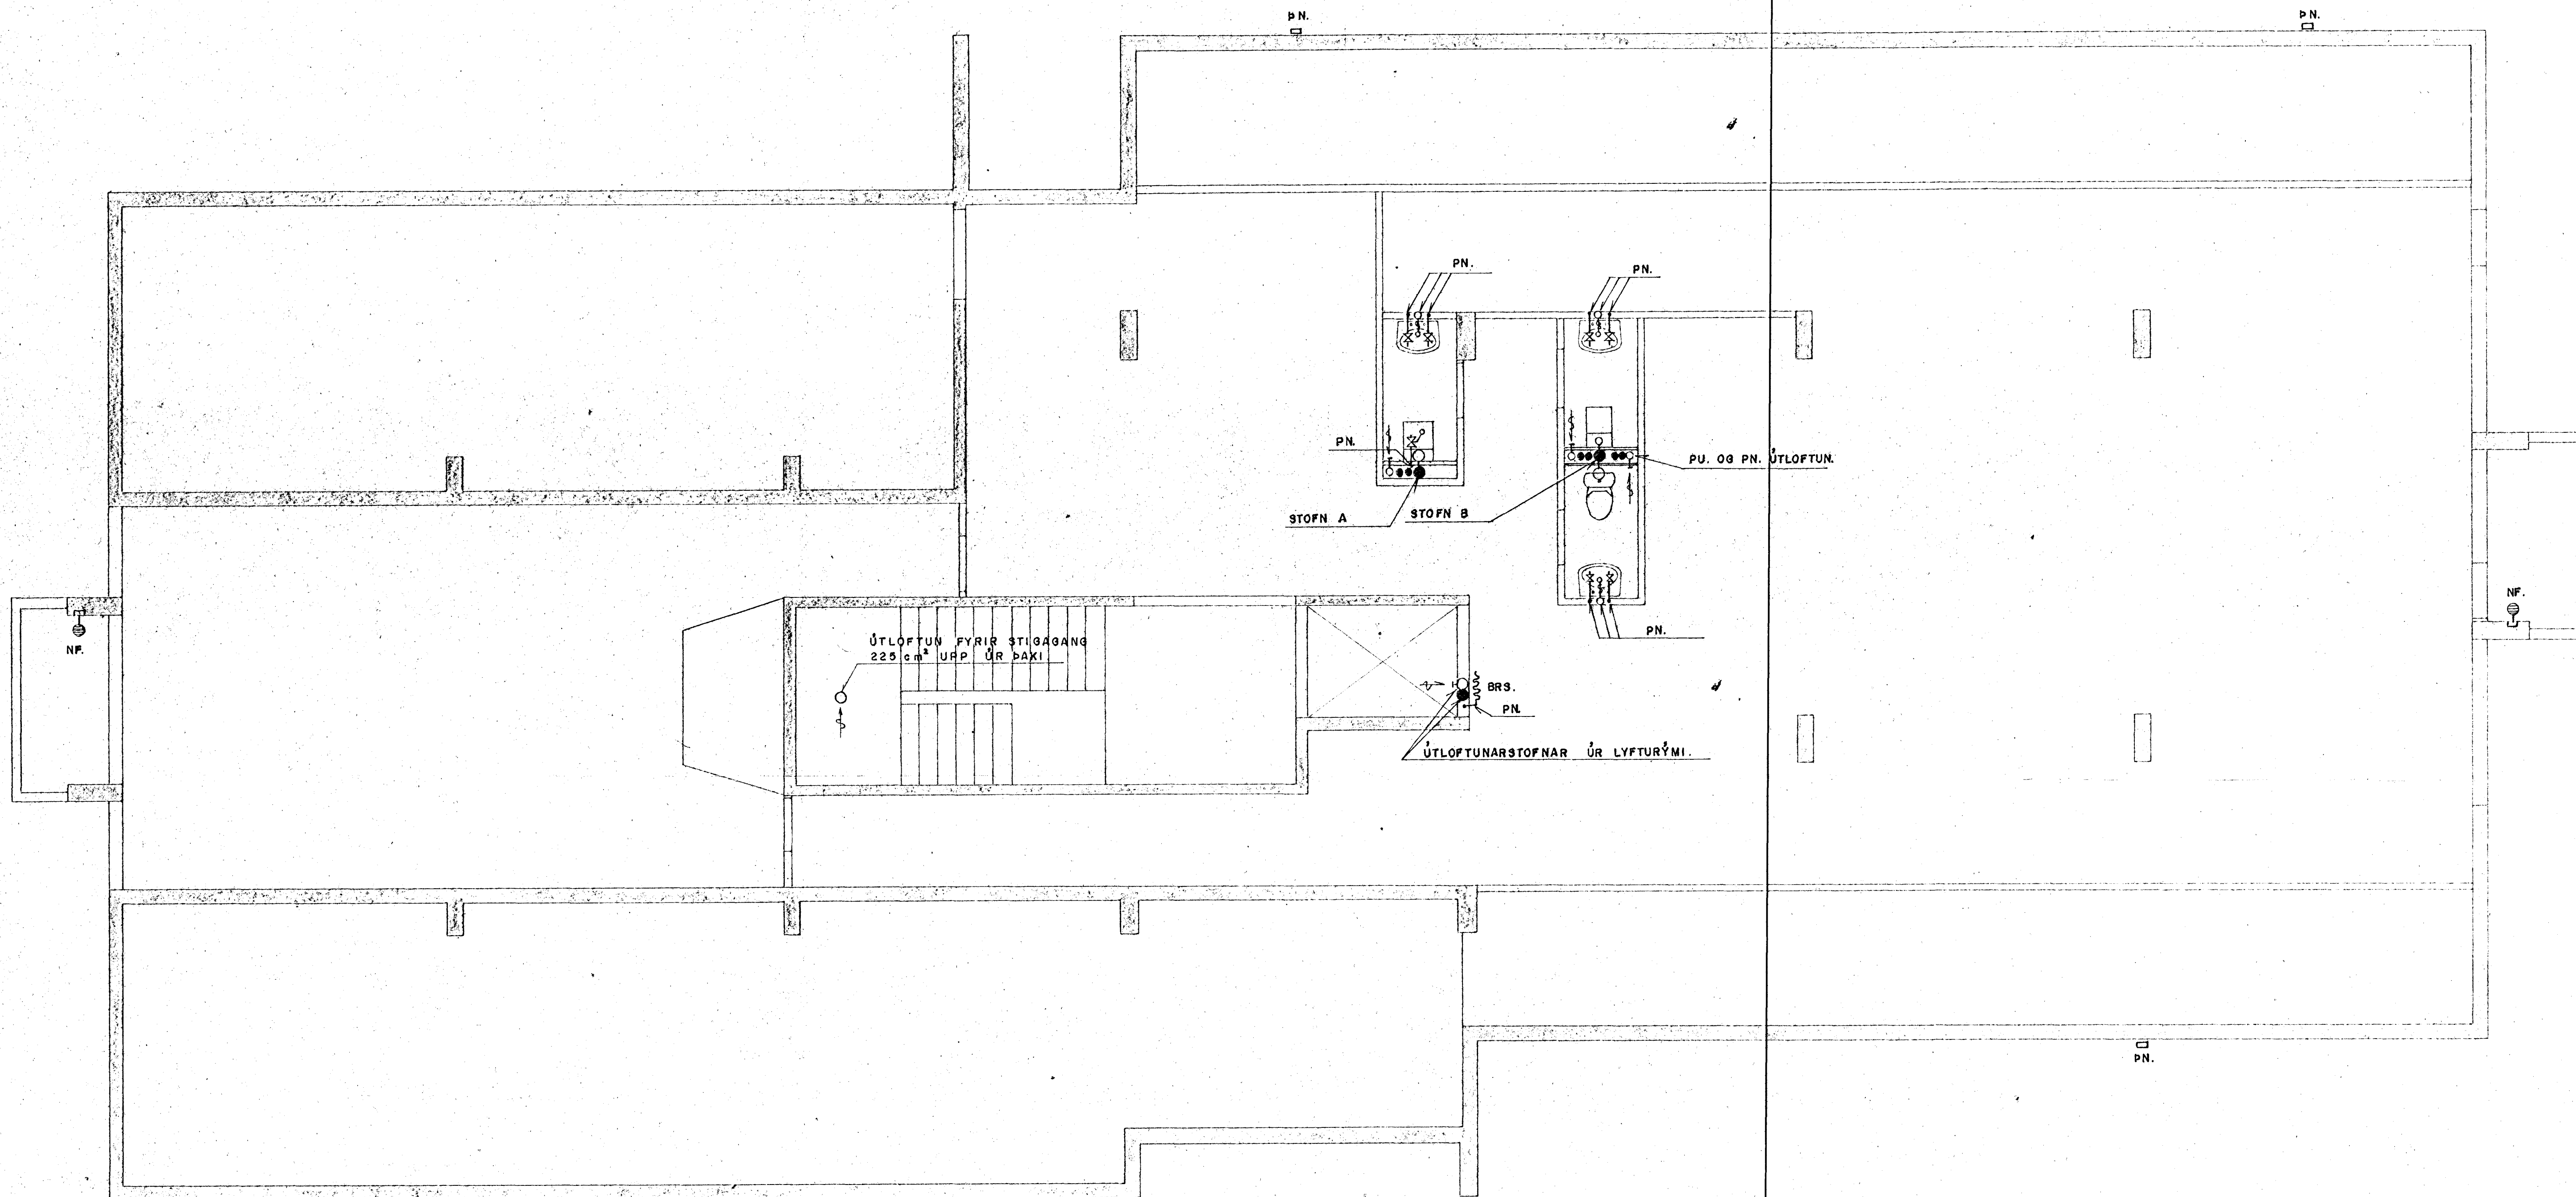 ÞN.
ÞN.
PN.
PN.
PN.
PU. OG PN. ÚTLOFTUN.
STOFN A
STOFN B
NF.
NF.
PN.
ÚTLOFTUN FYRIR STIGAGANG
225 cm² UPP ÚR ÞAKI
BRS.
PN.
ÚTLOFTUNARSTOFNAR ÚR LYFTURÝMI.
ÞN.